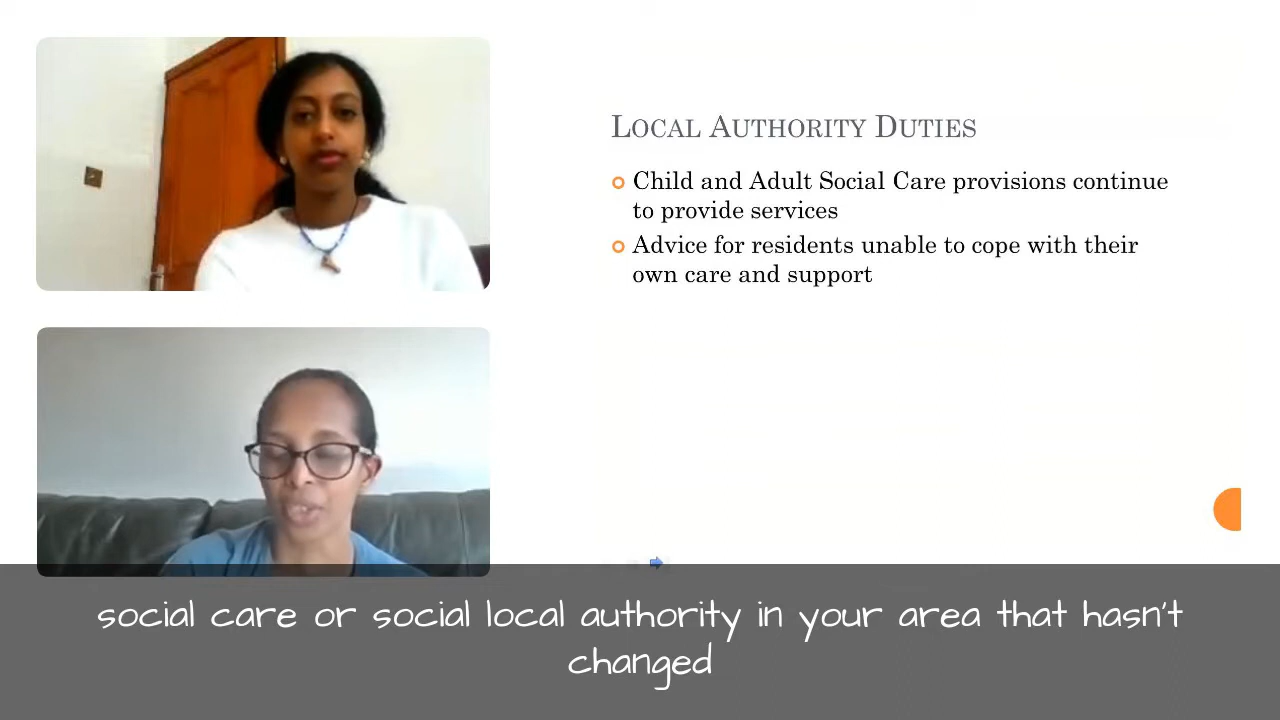 LOCAL AUTHORITY DUTIES
Child and Adult Social Care provisions continue
to provide services
Advice for residents unable to cope with their
own care and support
social care or social local authority in your area that hasn't
changed